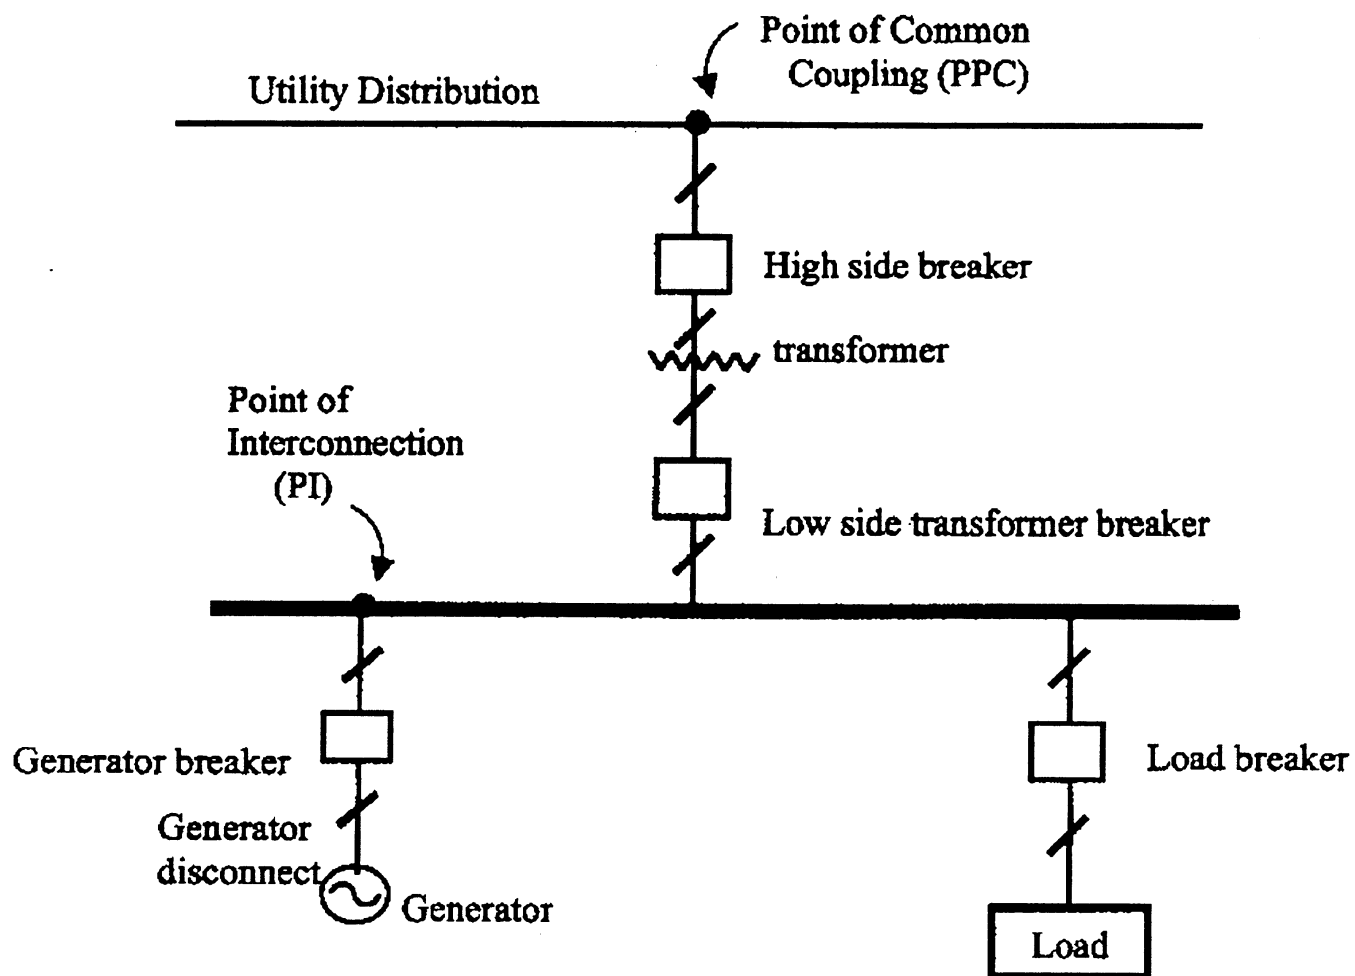 Point of Common
Coupling (PPC)
Utility Distribution
High side breaker
transformer
Point of
Interconnection
(PI)
Low side transformer breaker
Generator breaker
Load breaker
Generator
disconnect
Generator
Load